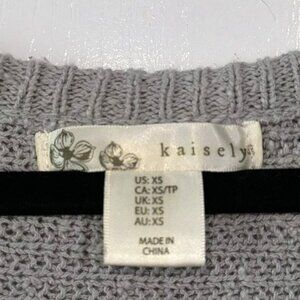 kaisely
US: XS
CA: XS/TP
UK: XS
EU: XS
AU: XS
MADE IN
CHINA